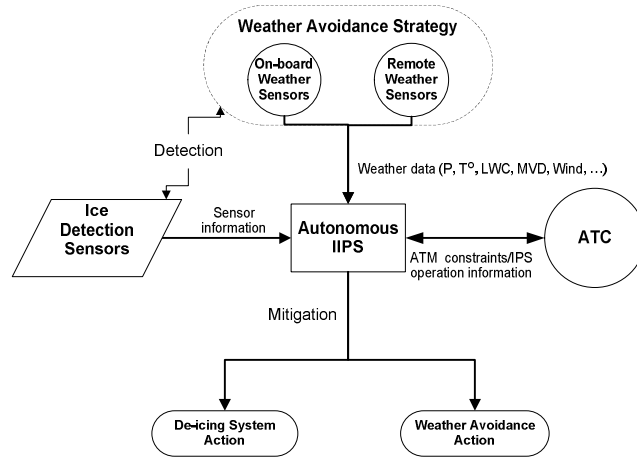 Weather Avoidance Strategy
On-board
Weather
Sensors
Remote
Weather
Sensors
Detection
Weather data (P, T°, LWC, MVD, Wind, ...)
Ice
Detection
Sensors
Sensor
information
Autonomous
IIPS
ATC
ATM constraints/IPS
operation information
Mitigation
De-icing System
Action
Weather Avoidance
Action